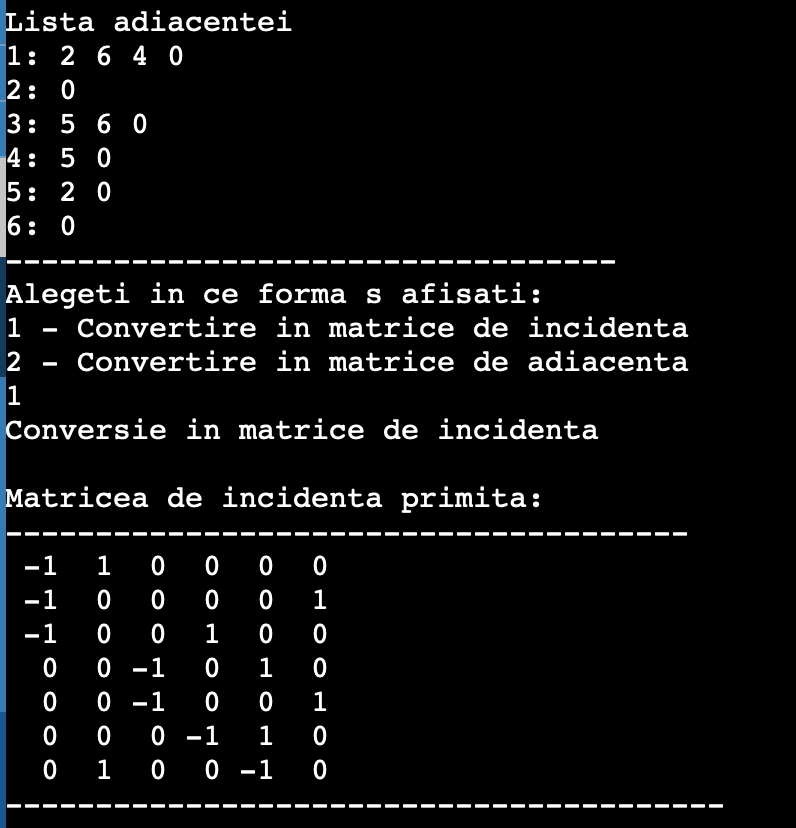 Lista adiacentei
1: 2 6 4 0
2: 0
3: 5 6 0
4: 5 0
5: 2 0
6: 0
----------------------------------
Alegeti in ce forma s afisati:
1 - Convertire in matrice de incidenta
2 - Convertire in matrice de adiacenta
1
Conversie in matrice de incidenta
Matricea de incidenta primita:
--------------------------------------
-1 1 0 0 0 0
-1 0 0 0 0 1
-1 0 0 1 0 0
0 0 -1 0 1 0
0 0 -1 0 0 1
0 0 0 -1 1 0
0 1 0 0 -1 0
----------------------------------------